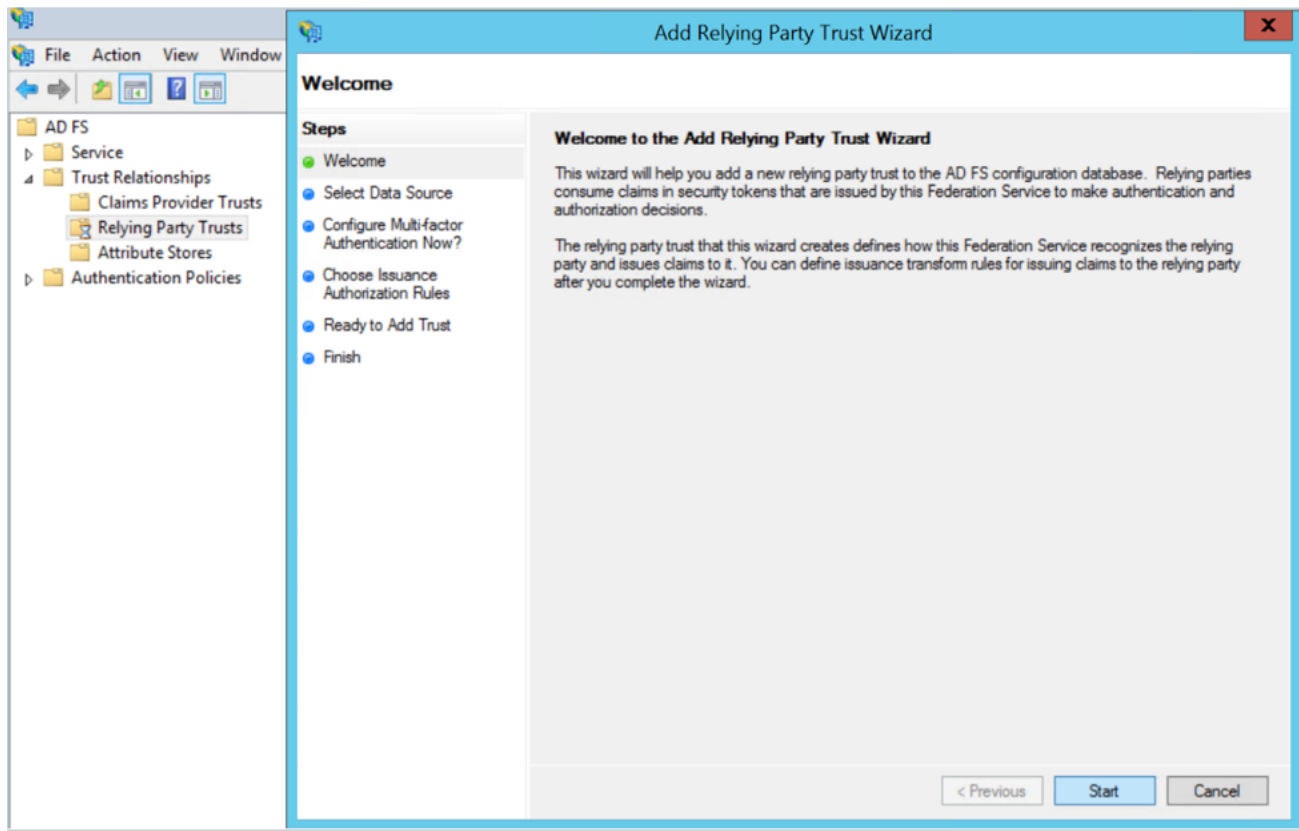 Add Relying Party Trust Wizard
X
File Action View Window
?
Welcome
AD FS
Service
Trust Relationships
Claims Provider Trusts
Relying Party Trusts
Attribute Stores
Authentication Policies
Steps
Welcome
Select Data Source
Configure Multi-factor
Authentication Now?
Choose Issuance
Authorization Rules
Ready to Add Trust
Finish
Welcome to the Add Relying Party Trust Wizard
This wizard will help you add a new relying party trust to the AD FS configuration database. Relying parties
consume claims in security tokens that are issued by this Federation Service to make authentication and
authorization decisions.
The relying party trust that this wizard creates defines how this Federation Service recognizes the relying
party and issues claims to it. You can define issuance transform rules for issuing claims to the relying party
after you complete the wizard.
< Previous
Start
Cancel